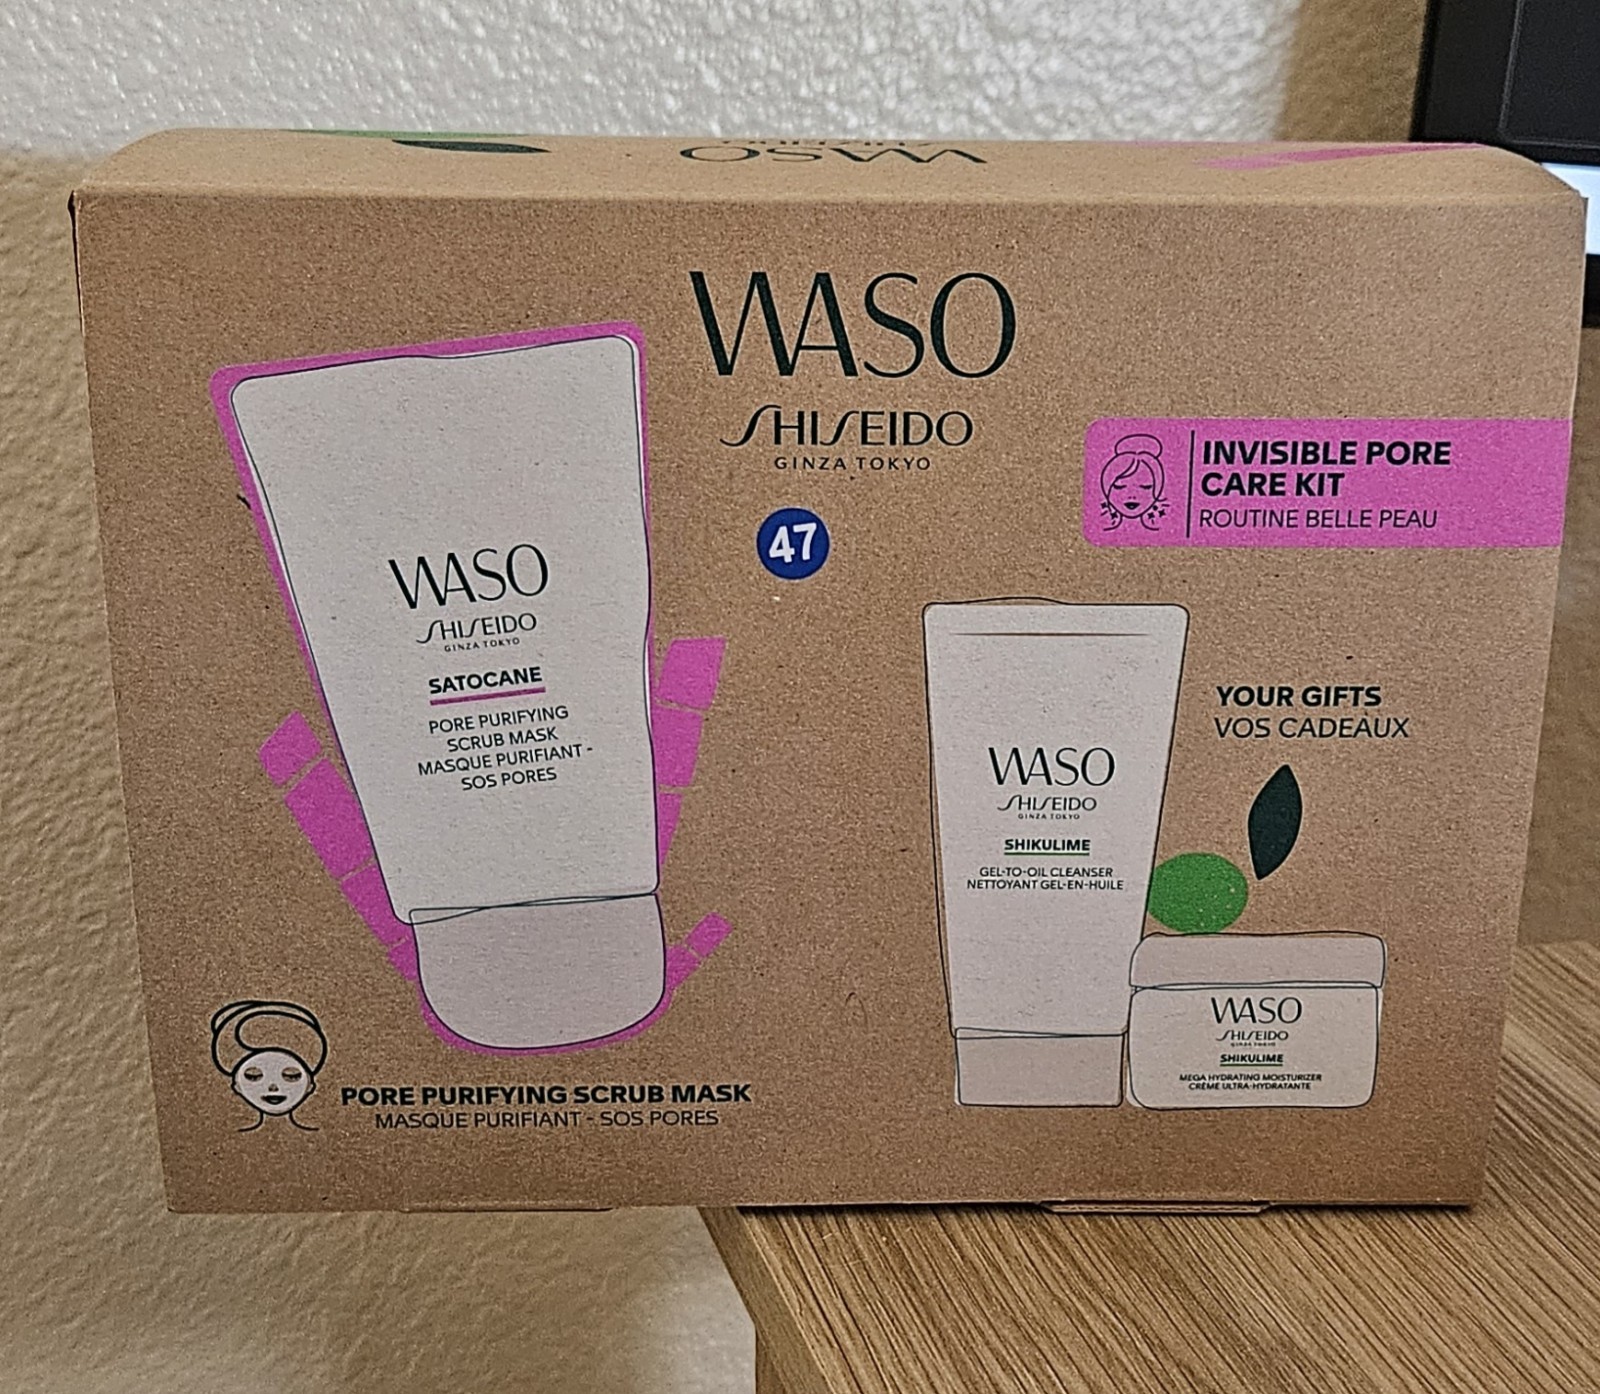 WASO
WASO
SHISEIDO
GINZA TOKYO
47
INVISIBLE PORE
CARE KIT
ROUTINE BELLE PEAU
WASO
SHISEIDO
GINZA TOKYO
SATOCANE
PORE PURIFYING
SCRUB MASK
MASQUE PURIFIANT -
SOS PORES
PORE PURIFYING SCRUB MASK
MASQUE PURIFIANT - SOS PORES
YOUR GIFTS
VOS CADEAUX
WASO
SHISEIDO
GINZA TOKYO
SHIKULIME
GEL-TO-OIL CLEANSER
NETTOYANT GEL-EN-HUILE
WASO
SHISEIDO
GINZA TOKYO
SHIKULIME
MEGA HYDRATING MOISTURIZER
CRÈME ULTRA-HYDRATANTE